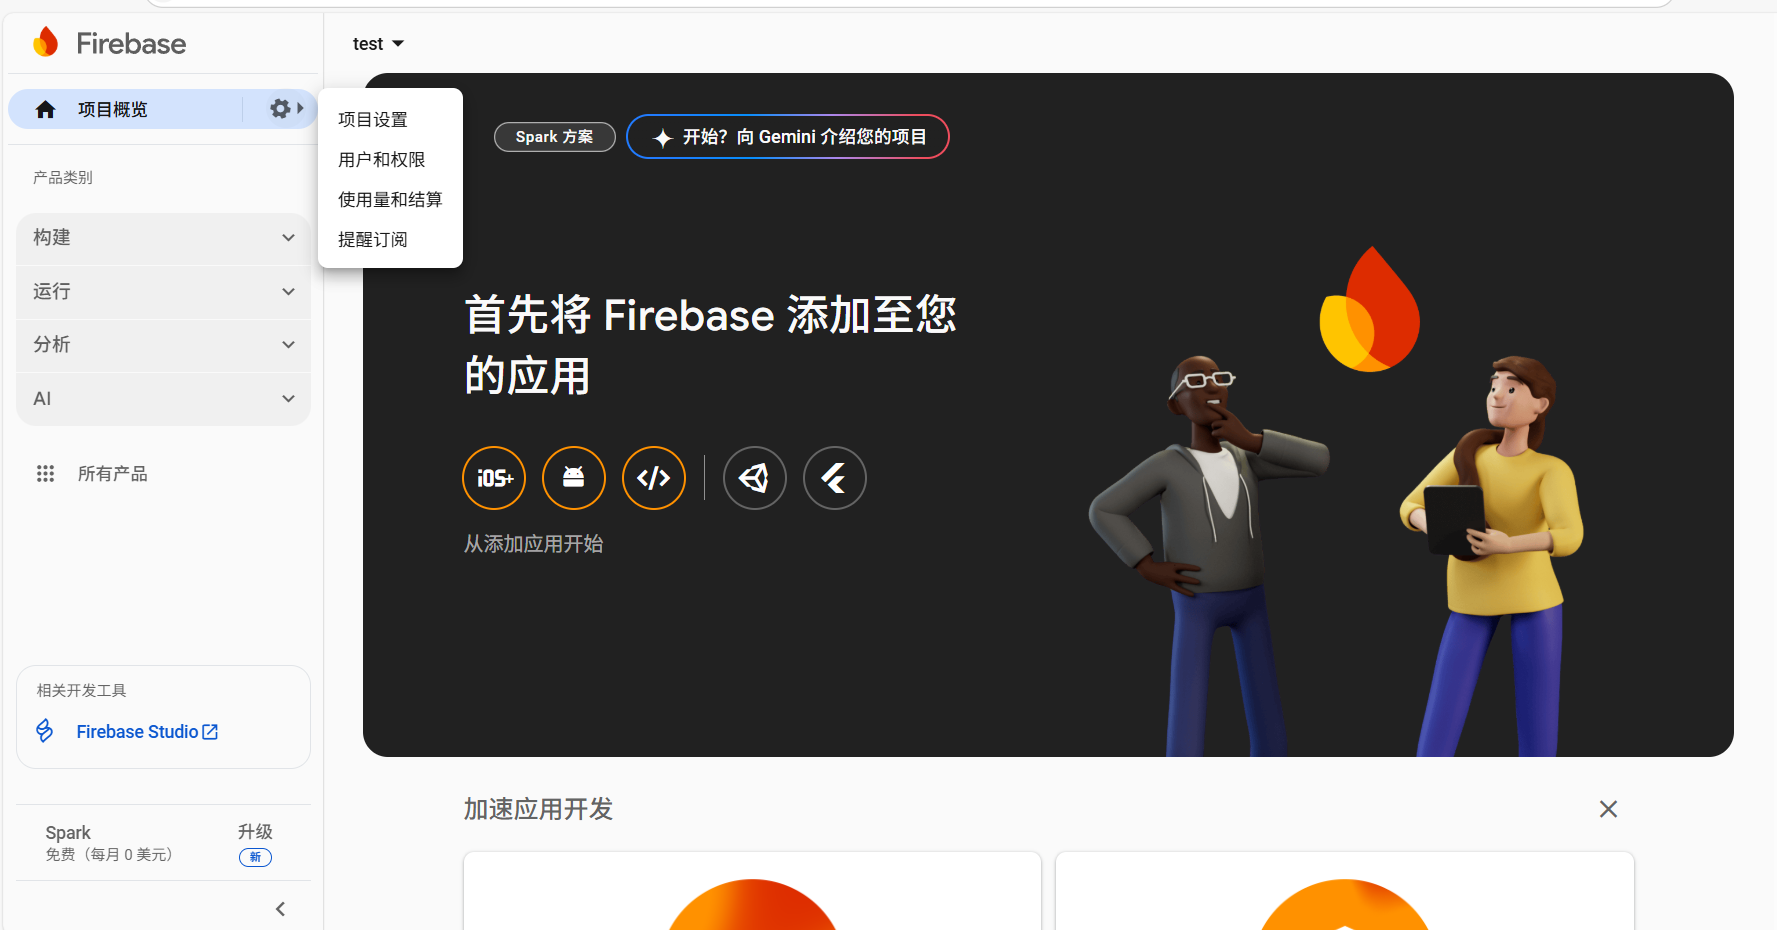 Firebase
test
项目概览
项目设置
用户和权限
使用量和结算
提醒订阅
产品类别
构建
运行
分析
AI
所有产品
相关开发工具
Firebase Studio
Spark
升级
免费（每月 0 美元）
新
Spark 方案
开始？向 Gemini 介绍您的项目
首先将 Firebase 添加至您
的应用
iOS+
从添加应用开始
加速应用开发